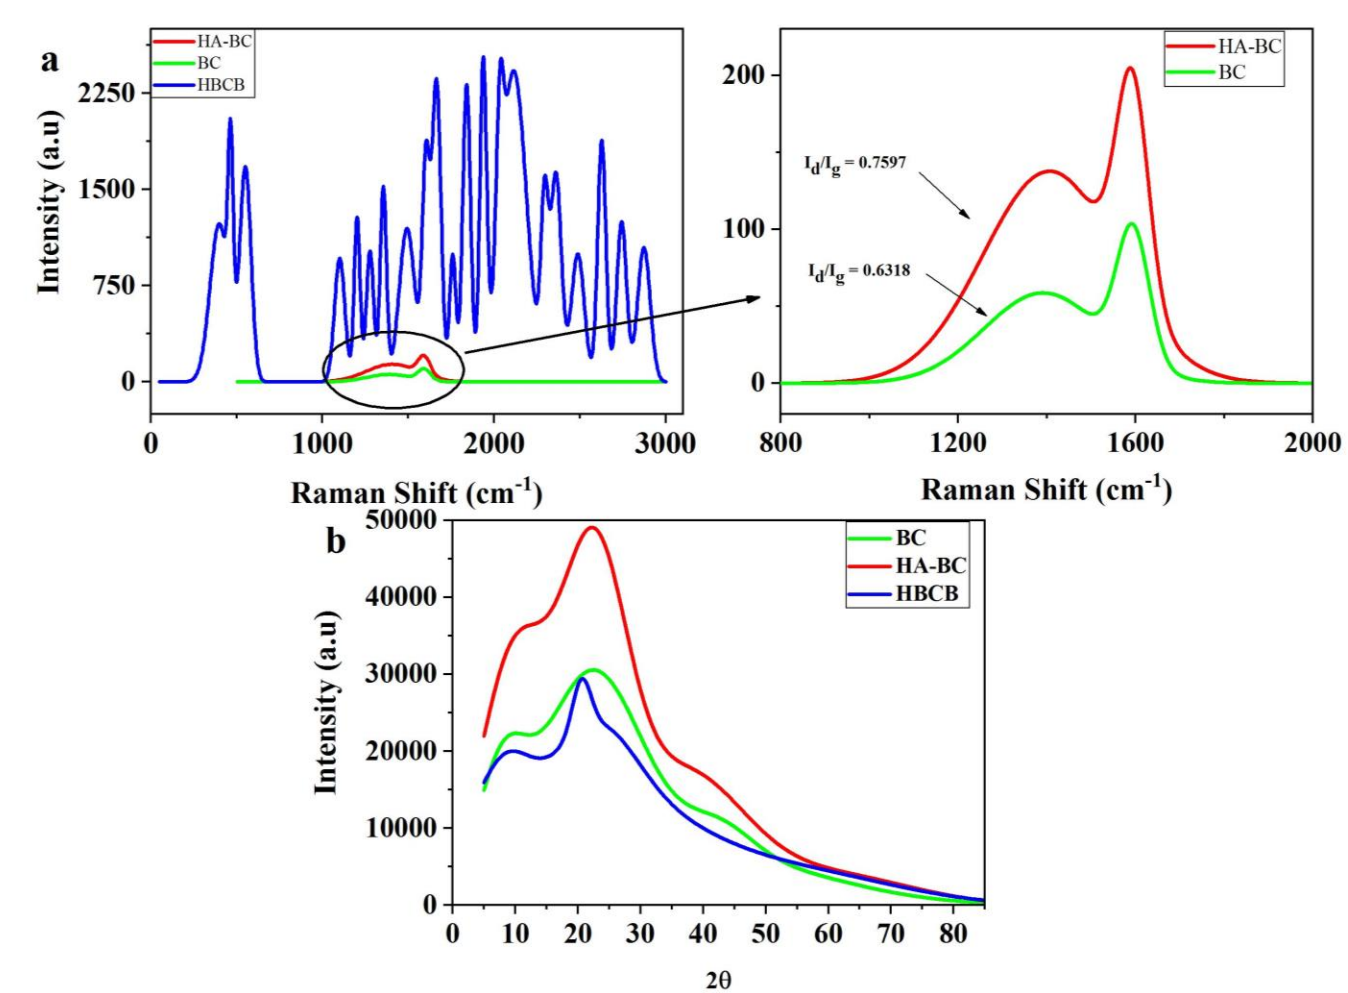 a
HA-BC
BC
HBCB
Intensity (a.u)
2250
1500
750
0
0 1000 2000 3000
Raman Shift (cm-1)
HA-BC
BC
200
100
0
Id/Ig = 0.7597
Id/Ig = 0.6318
800 1200 1600 2000
Raman Shift (cm-1)
b
BC
HA-BC
HBCB
Intensity (a.u)
50000
40000
30000
20000
10000
0
0 10 20 30 40 50 60 70 80
2θ